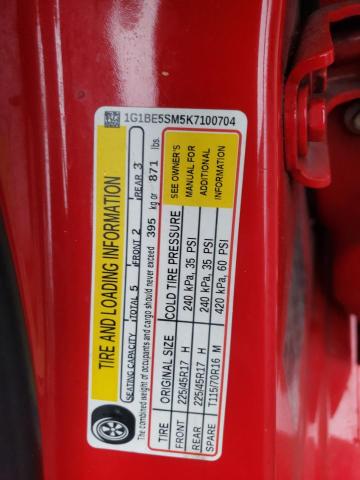 1G1BE5SM5K7100704
TIRE AND LOADING INFORMATION
SEATING CAPACITY TOTAL 5 FRONT 2 REAR 3
The combined weight of occupants and cargo should never exceed 395 kg or 871 lbs.
TIRE ORIGINAL SIZE COLD TIRE PRESSURE
FRONT 225/45R17 H 240 kPa, 35 PSI
REAR 225/45R17 H 240 kPa, 35 PSI
SPARE T115/70R16 M 420 kPa, 60 PSI
SEE OWNER'S
MANUAL FOR
ADDITIONAL
INFORMATION